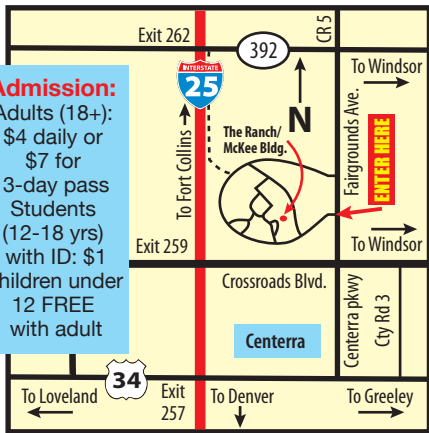 Exit 262
392
CR 5
INTERSTATE
25
To Windsor
Admission:
Adults (18+):
$4 daily or
$7 for
3-day pass
Students
(12-18 yrs)
with ID: $1
hildren under
12 FREE
with adult
To Fort Collins
The Ranch/
McKee Bldg.
N
Fairgrounds Ave.
ENTER HERE
To Windsor
Exit 259
Crossroads Blvd.
Centerra pkwy
Cty Rd 3
Centerra
34
To Loveland
Exit
257
To Denver
To Greeley